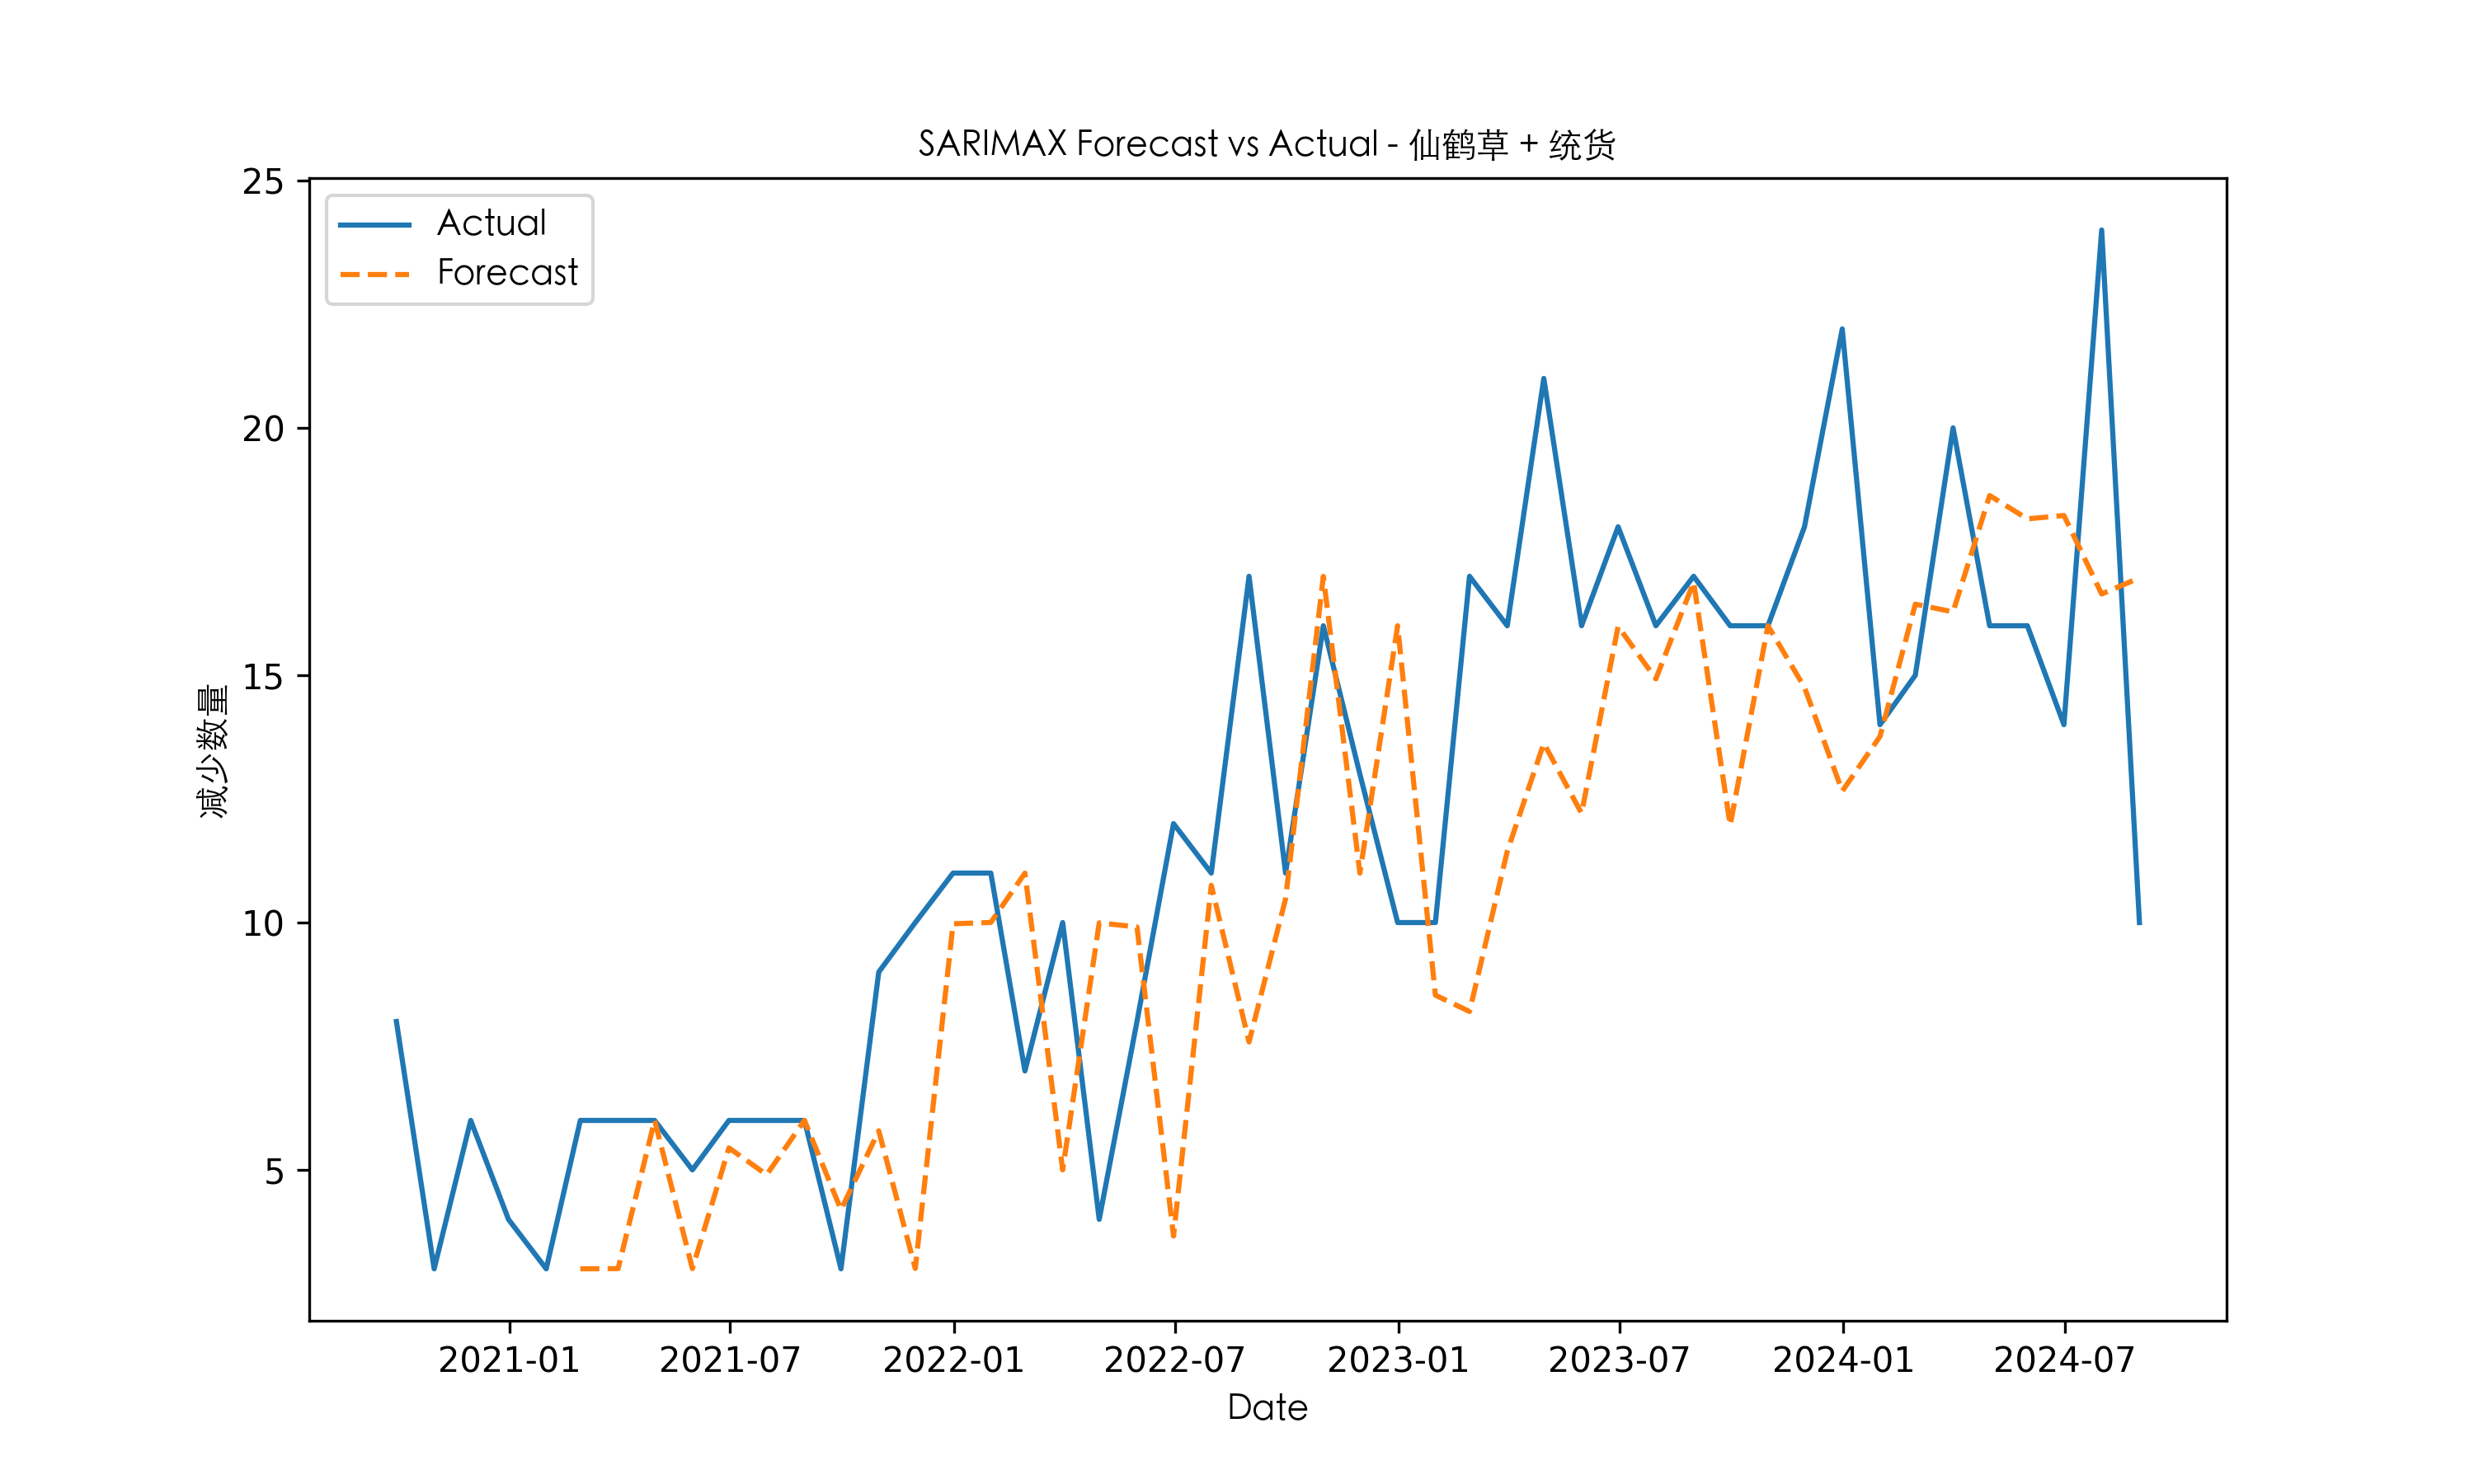 SARIMAX Forecast vs Actual - 仙鹤草 + 统货
Actual
Forecast
减少数量
25
20
15
10
5
2021-01
2021-07
2022-01
2022-07
2023-01
2023-07
2024-01
2024-07
Date